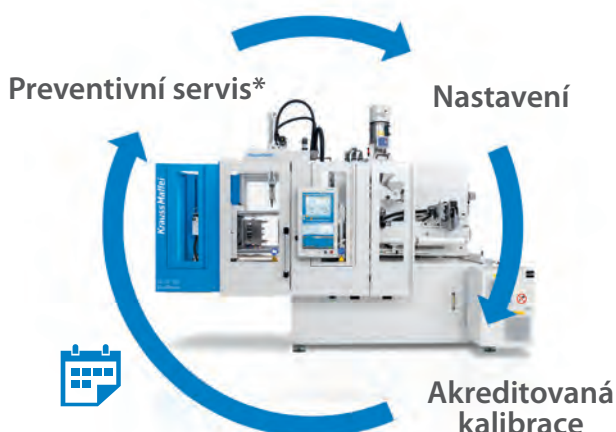 Preventivní servis*
Nastavení
KraussMaffei
Akreditovaná
kalibrace